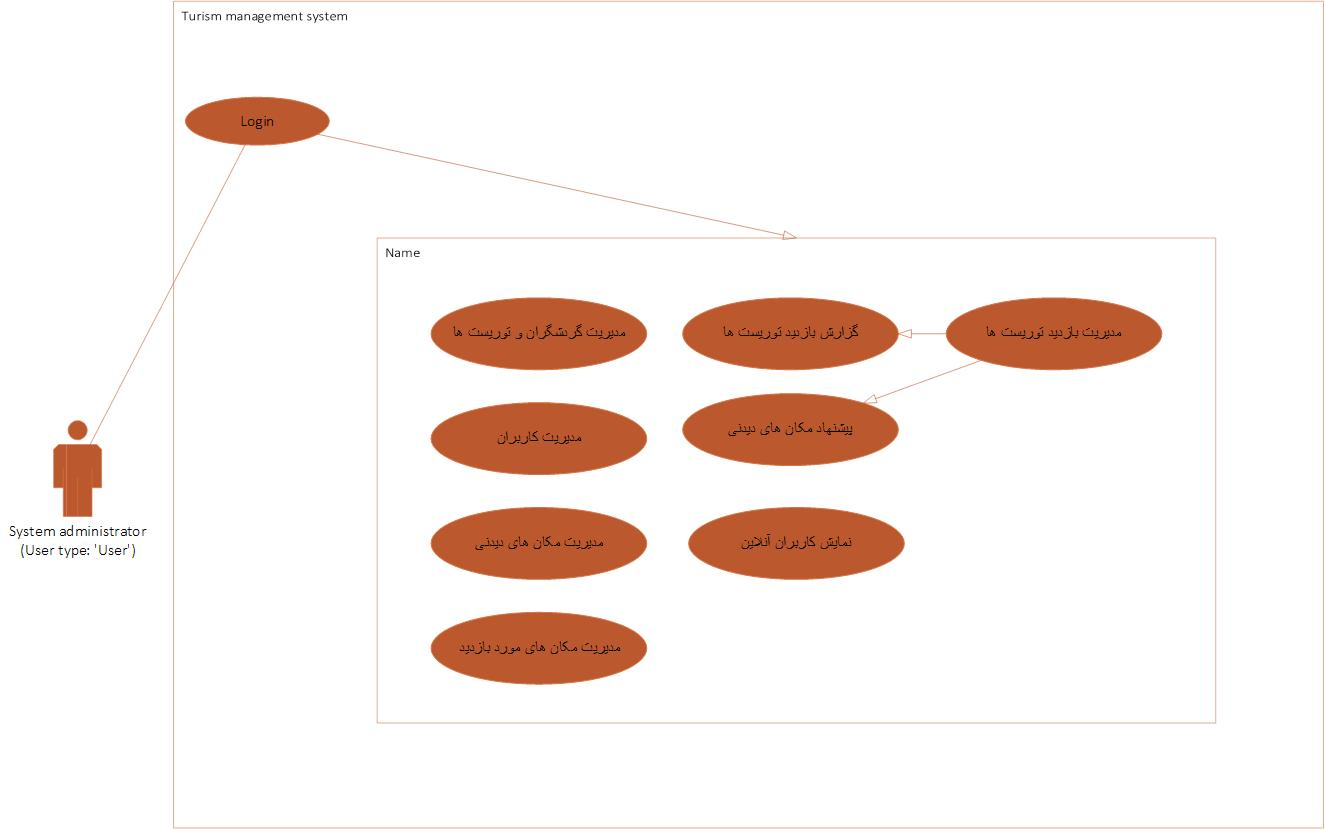 Turism management system
Login
Name
مدیریت گردشگران و توریست ها
گزارش بازدید توریست ها
مدیریت بازدید توریست ها
مدیریت کاربران
پیشنهاد مکان های دیدنی
مدیریت مکان های دیدنی
نمایش کاربران آنلاین
مدیریت مکان های مورد بازدید
System administrator
(User type: 'User')